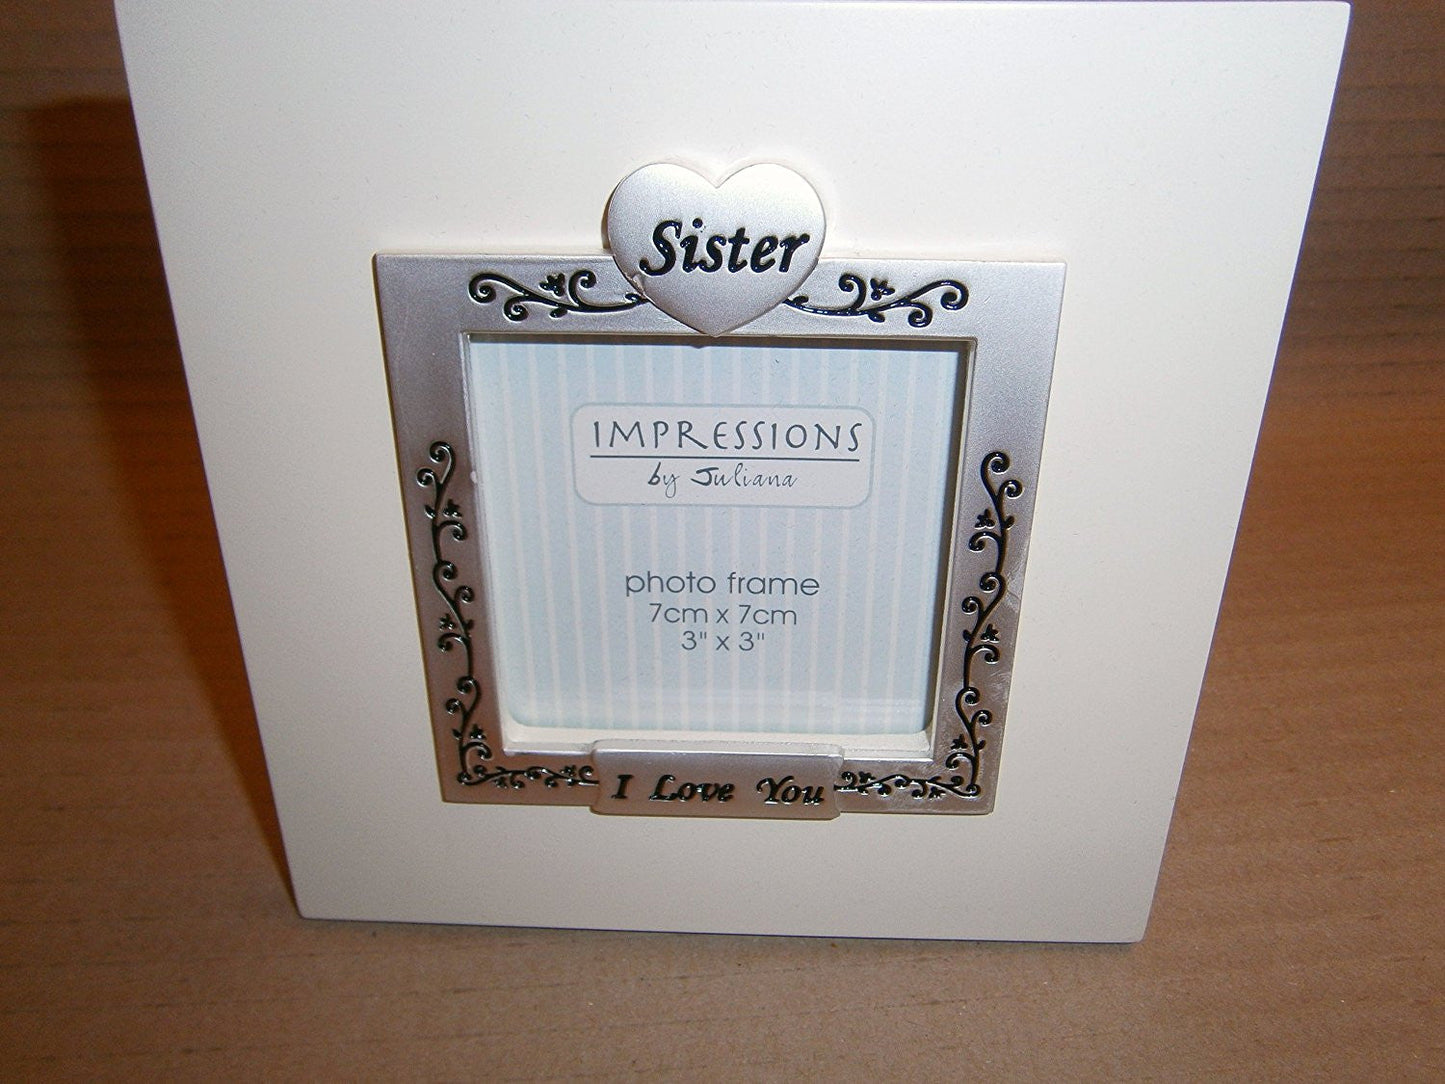 Sister
IMPRESSIONS
by Juliana
photo frame
7cm x 7cm
3" x 3"
I Love You